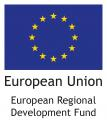 European Union
European Regional
Development Fund